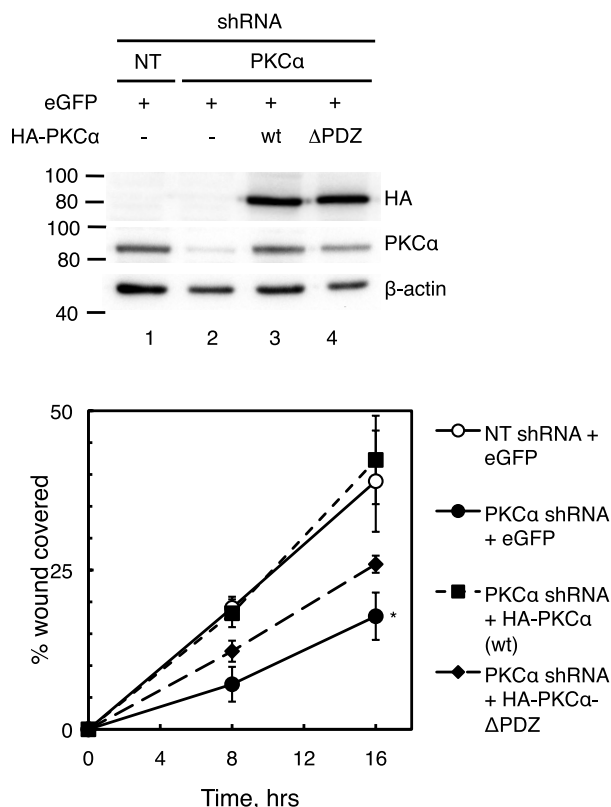 shRNA
NT PKCα
eGFP + + + +
HA-PKCα - - wt ΔPDZ
100
80
HA
100
80
PKCα
β-actin
40
1 2 3 4
50
25
0
% wound covered
*
0 4 8 12 16
Time, hrs
NT shRNA +
eGFP
PKCα shRNA
+ eGFP
PKCα shRNA
+ HA-PKCα
(wt)
PKCα shRNA
+ HA-PKCα-
ΔPDZ